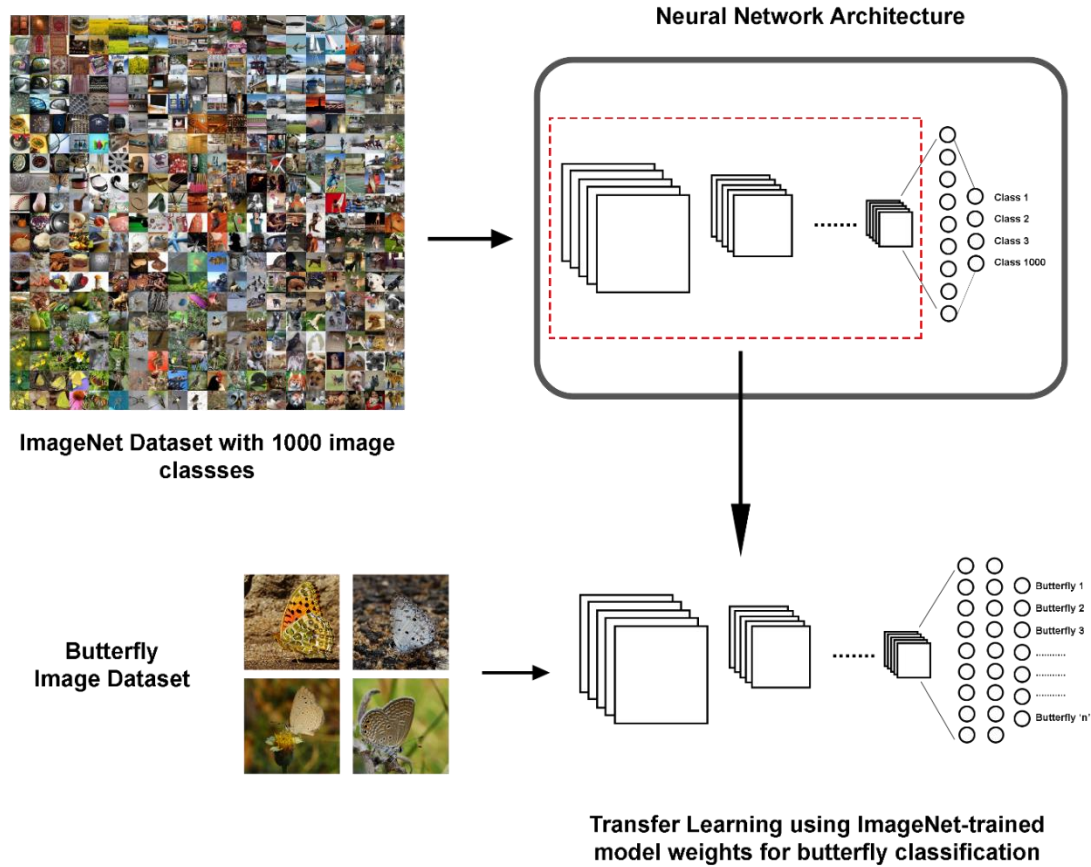 Neural Network Architecture
Class 1
Class 2
Class 3
Class 1000
ImageNet Dataset with 1000 image
classses
Butterfly
Image Dataset
Butterfly 1
Butterfly 2
Butterfly 3
...........
...........
...........
Butterfly 'n'
Transfer Learning using ImageNet-trained
model weights for butterfly classification